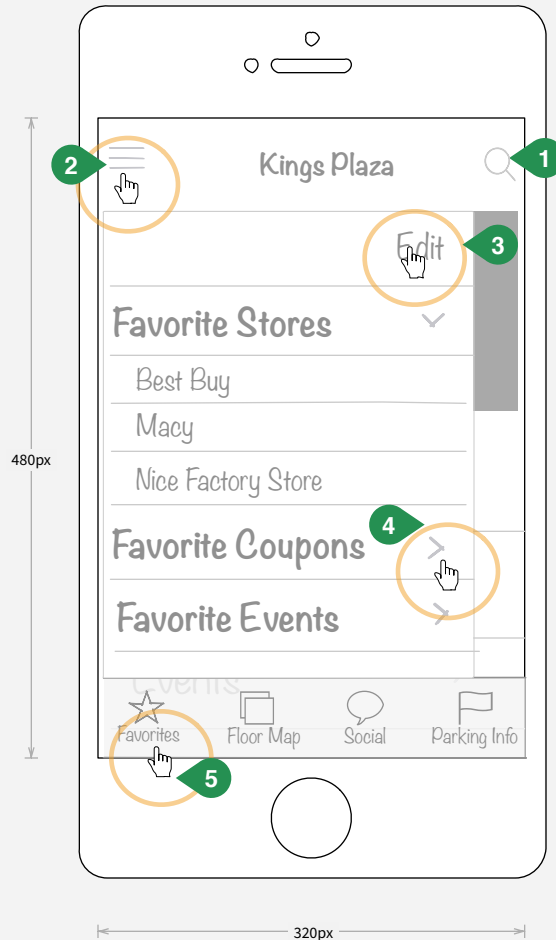 2
Kings Plaza
1
Edit
3
Favorite Stores
Best Buy
Macy
480px
Nice Factory Store
4
Favorite Coupons
Favorite Events
Events
Favorites
Floor Map
Social
Parking Info
5
320px